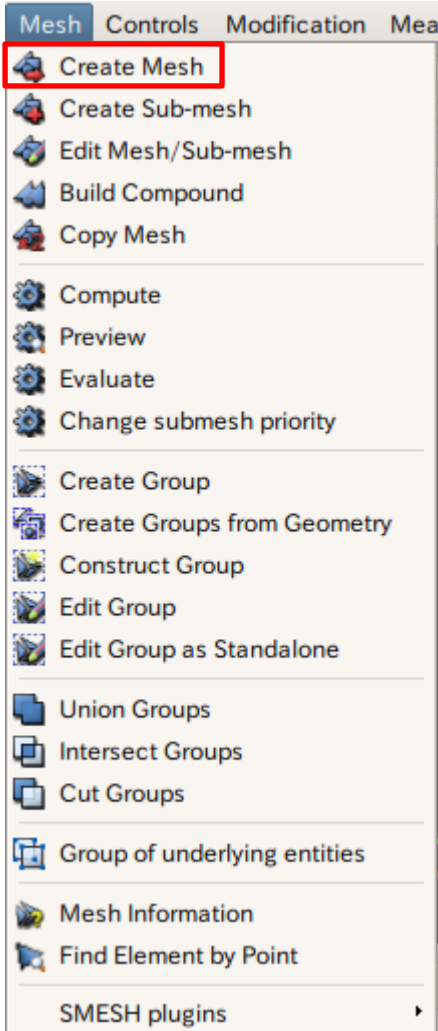 Mesh Controls Modification Mea
Create Mesh
Create Sub-mesh
Edit Mesh/Sub-mesh
Build Compound
Copy Mesh
Compute
Preview
Evaluate
Change submesh priority
Create Group
Create Groups from Geometry
Construct Group
Edit Group
Edit Group as Standalone
Union Groups
Intersect Groups
Cut Groups
Group of underlying entities
Mesh Information
Find Element by Point
SMESH plugins